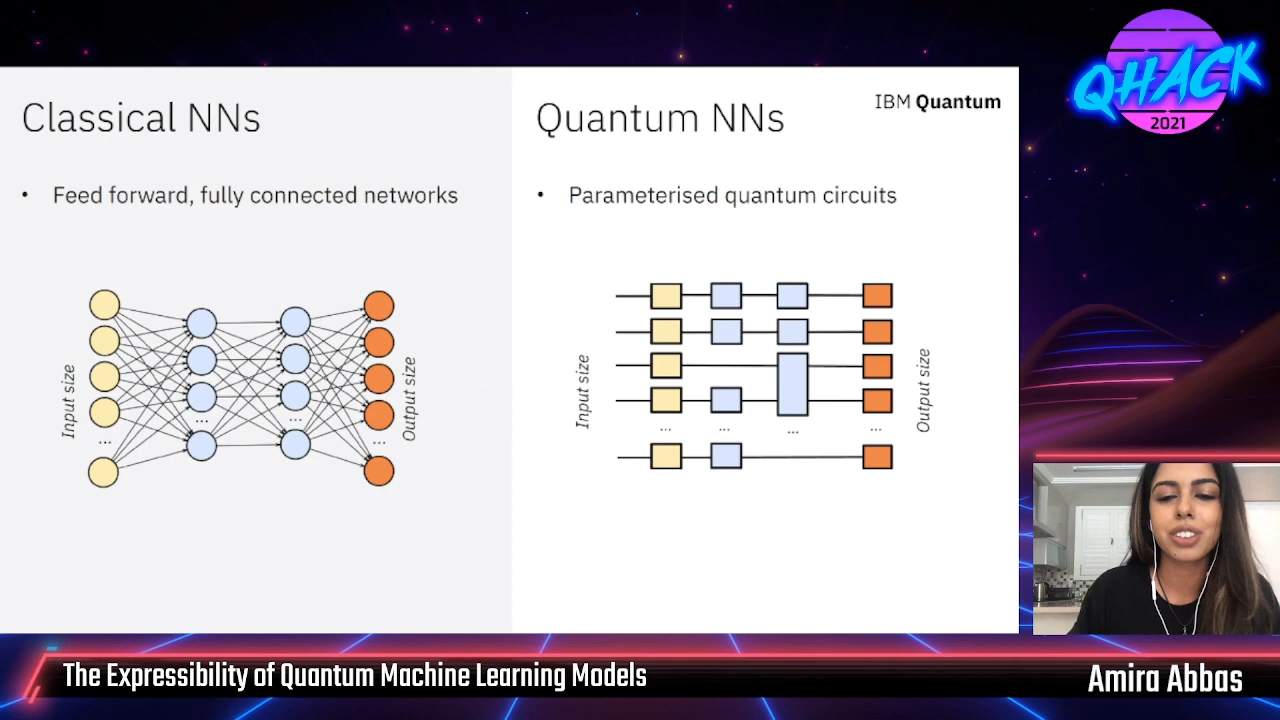 Classical NNs
• Feed forward, fully connected networks
Input size
...
...
...
...
Output size
Quantum NNs
IBM Quantum
• Parameterised quantum circuits
Input size
...
...
...
...
Output size
QHACK
2021
The Expressibility of Quantum Machine Learning Models
Amira Abbas